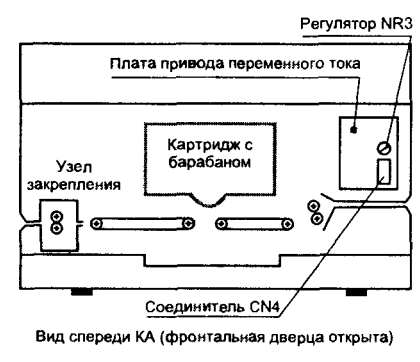 Регулятор NR3
Плата привода переменного тока
Картридж с
барабаном
Узел
закрепления
Соединитель CN4
Вид спереди КА (фронтальная дверца открыта)